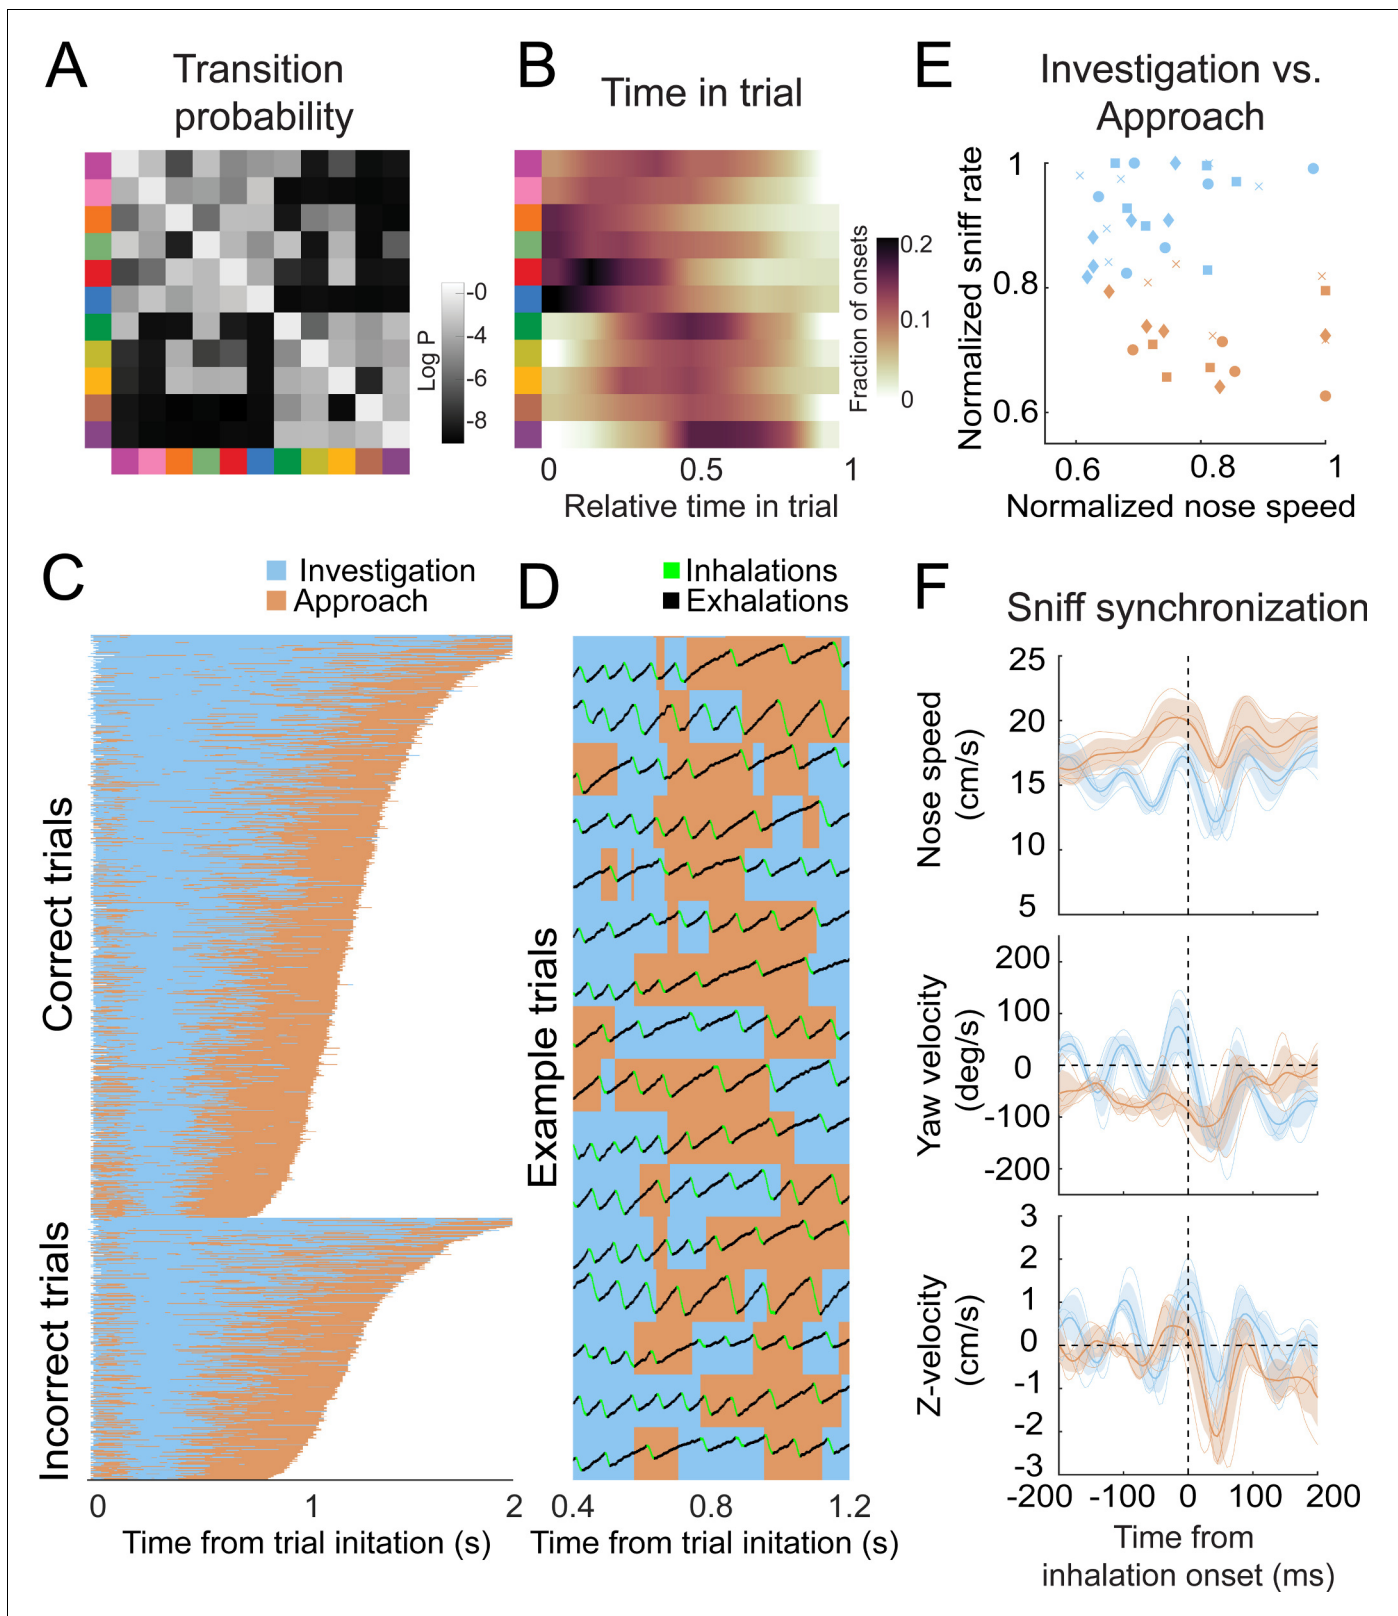 A
Transition
probability
-0
-4
-6
-8
Log P
B
Time in trial
0.2
0.1
0
Fraction of onsets
0
0.5
1
Relative time in trial
E
Investigation vs.
Approach
1
0.8
0.6
Normalized sniff rate
0.6
0.8
1
Normalized nose speed
C
Investigation
Approach
Correct trials
Incorrect trials
0
1
2
Time from trial initation (s)
D
Inhalations
Exhalations
Example trials
0.4
0.8
1.2
Time from trial initation (s)
F
Sniff synchronization
25
20
15
10
5
Nose speed
(cm/s)
200
100
0
-100
-200
Yaw velocity
(deg/s)
3
2
1
0
-1
-2
-3
Z-velocity
(cm/s)
-200
-100
0
100
200
Time from
inhalation onset (ms)